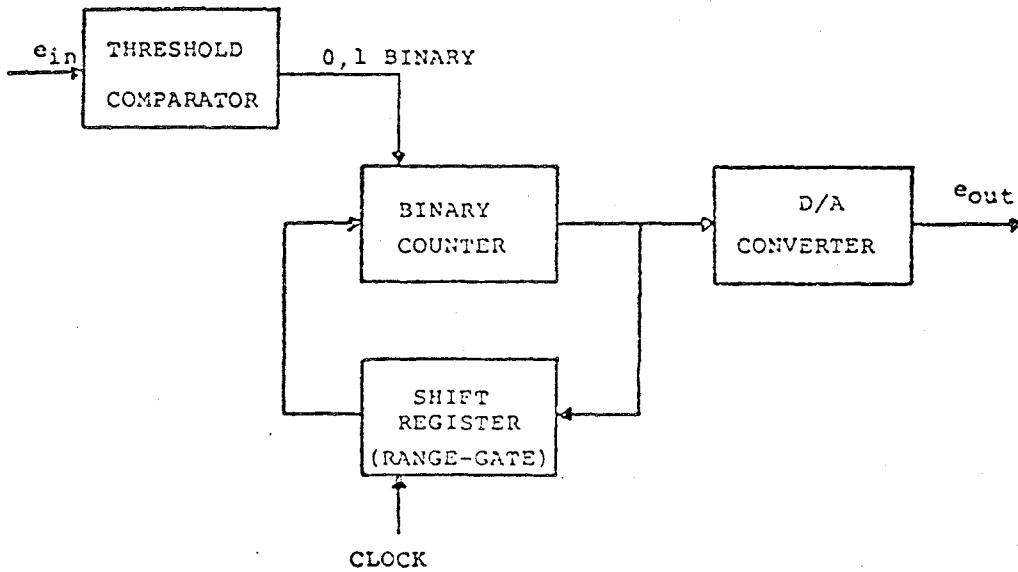 e_in
THRESHOLD
COMPARATOR
0,1 BINARY
BINARY
COUNTER
D/A
CONVERTER
e_out
SHIFT
REGISTER
(RANGE-GATE)
CLOCK